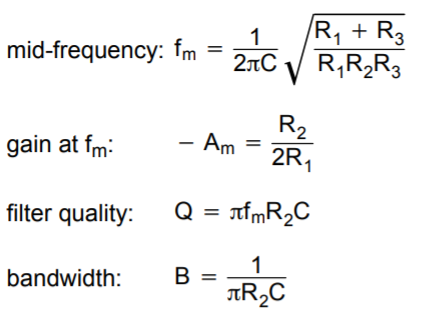 mid-frequency: fm = 1/2πC √(R1 + R3/R1R2R3)
gain at fm: − Am = R2/2R1
filter quality: Q = πfmR2C
bandwidth: B = 1/πR2C